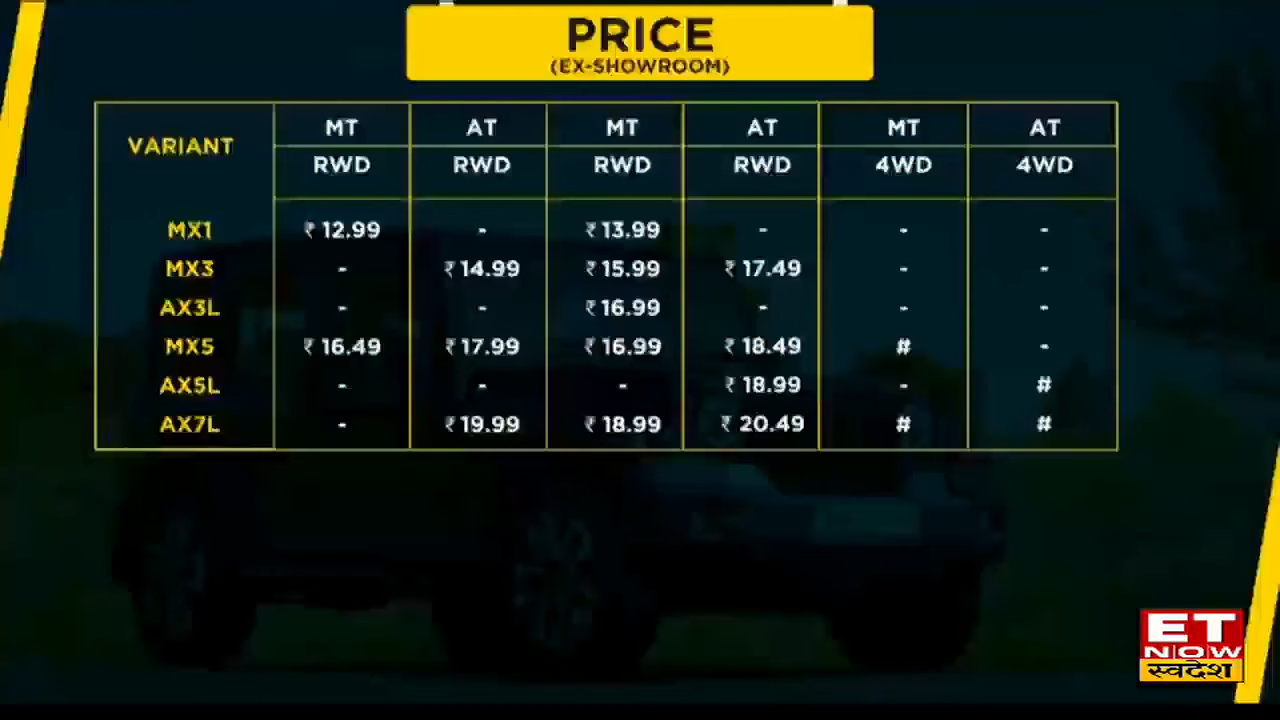 PRICE
(EX-SHOWROOM)
VARIANT MT AT MT AT MT AT
RWD RWD RWD RWD 4WD 4WD
MX1 ₹ 12.99 - ₹ 13.99 - - -
MX3 - ₹ 14.99 ₹ 15.99 ₹ 17.49 - -
AX3L - - ₹ 16.99 - - -
MX5 ₹ 16.49 ₹ 17.99 ₹ 16.99 ₹ 18.49 # -
AX5L - - - ₹ 18.99 - #
AX7L - ₹ 19.99 ₹ 18.99 ₹ 20.49 # #
ET
NOW
स्वदेश